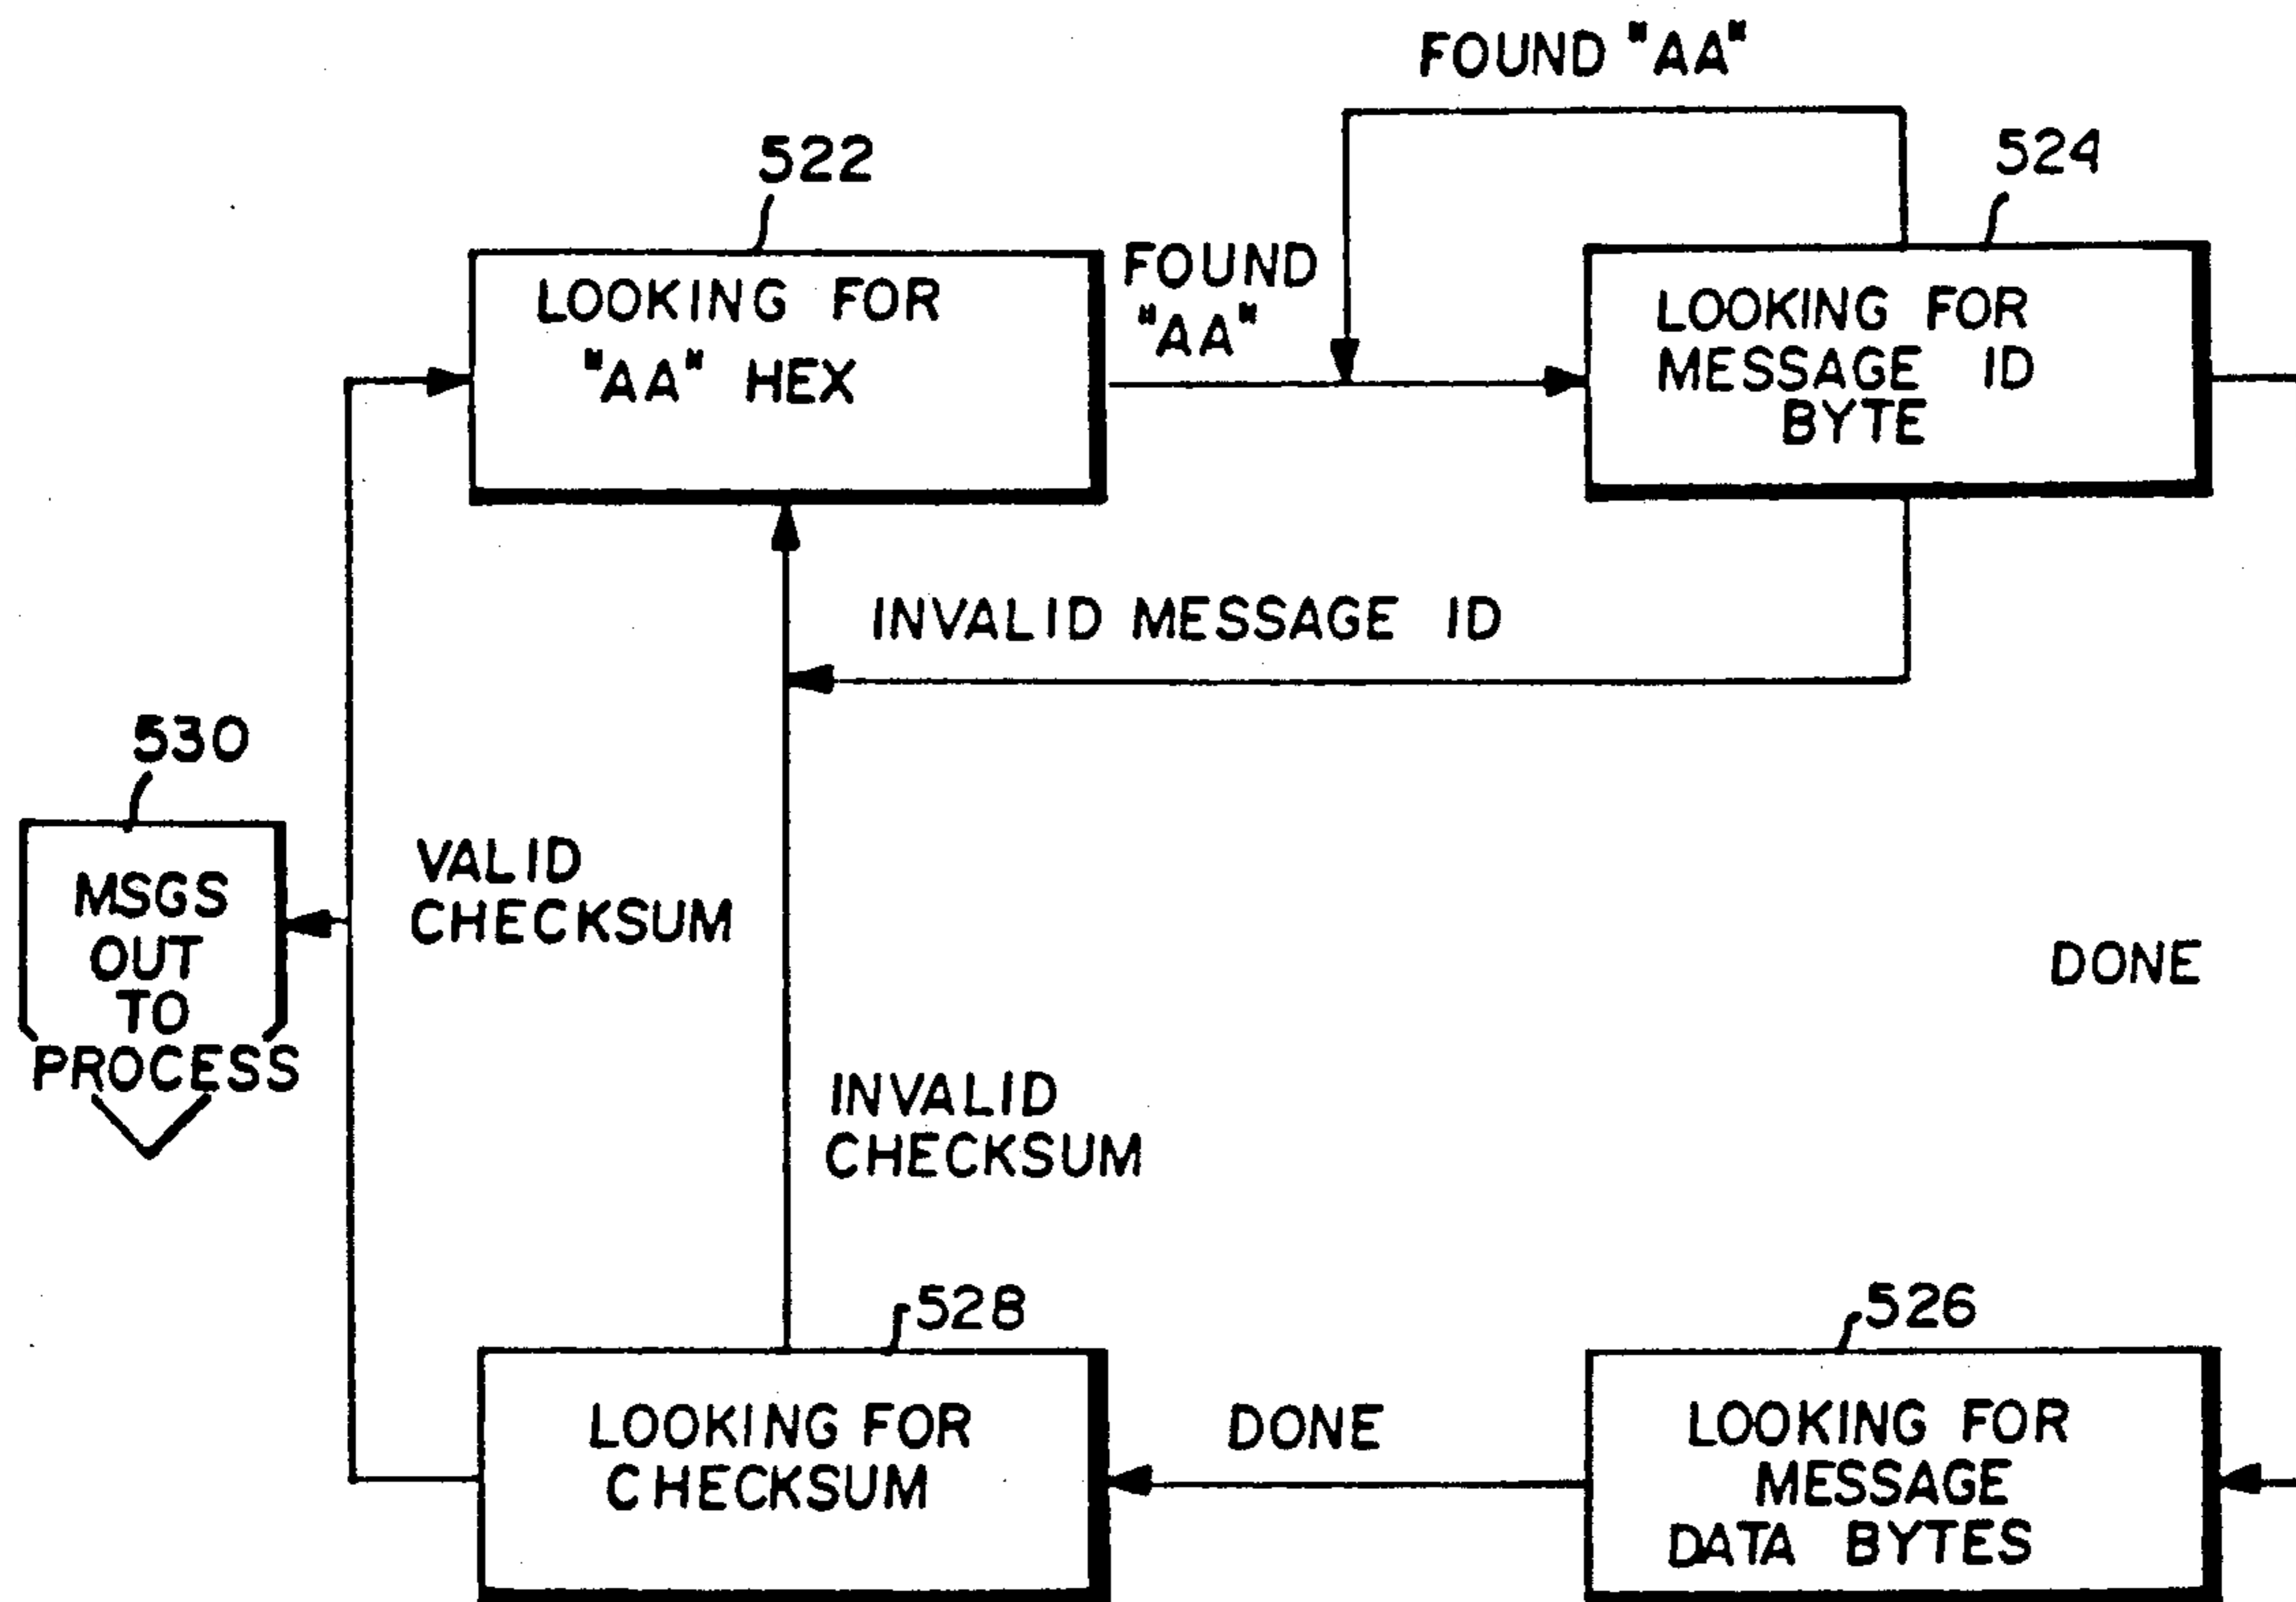 FOUND "AA"
522
524
LOOKING FOR
"AA" HEX
FOUND
"AA"
LOOKING FOR
MESSAGE ID
BYTE
INVALID MESSAGE ID
530
MSGS
OUT
TO
PROCESS
VALID
CHECKSUM
DONE
INVALID
CHECKSUM
528
526
LOOKING FOR
CHECKSUM
DONE
LOOKING FOR
MESSAGE
DATA BYTES